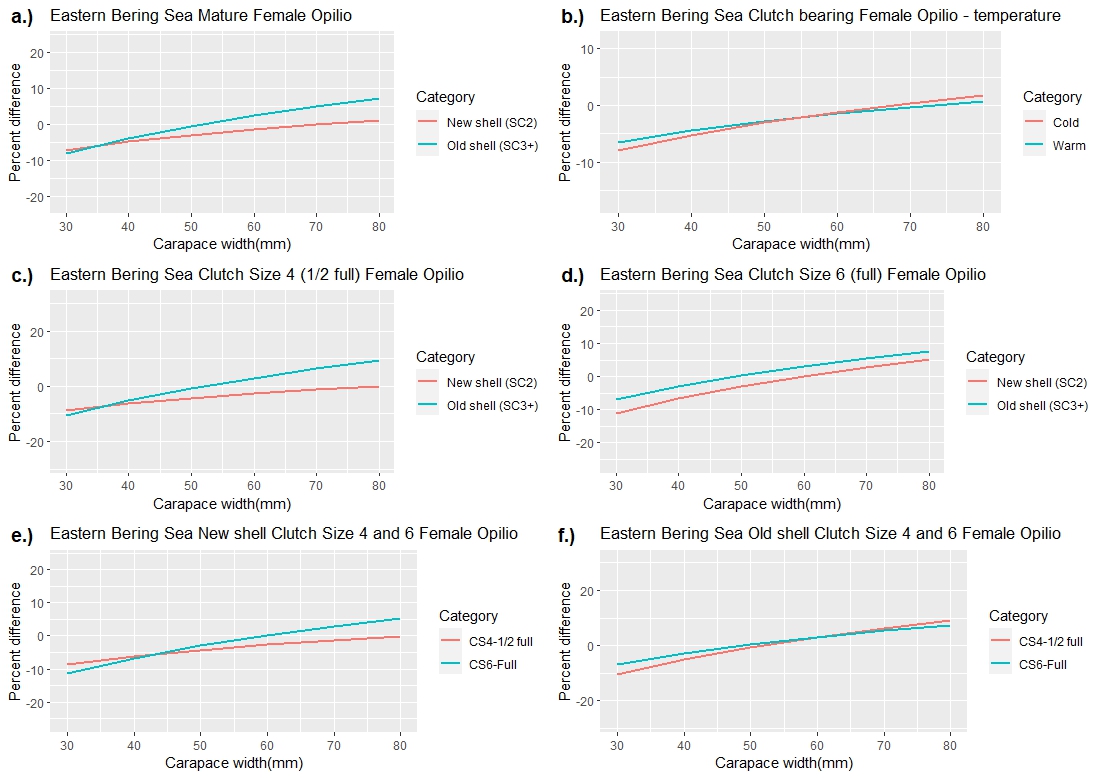 a.) Eastern Bering Sea Mature Female Opilio
Percent difference
20
10
0
-10
-20
30 40 50 60 70 80
Carapace width(mm)
Category
New shell (SC2)
Old shell (SC3+)
b.) Eastern Bering Sea Clutch bearing Female Opilio - temperature
Percent difference
10
0
-10
30 40 50 60 70 80
Carapace width(mm)
Category
Cold
Warm
c.) Eastern Bering Sea Clutch Size 4 (1/2 full) Female Opilio
Percent difference
20
0
-20
30 40 50 60 70 80
Carapace width(mm)
Category
New shell (SC2)
Old shell (SC3+)
d.) Eastern Bering Sea Clutch Size 6 (full) Female Opilio
Percent difference
20
10
0
-10
-20
30 40 50 60 70 80
Carapace width(mm)
Category
New shell (SC2)
Old shell (SC3+)
e.) Eastern Bering Sea New shell Clutch Size 4 and 6 Female Opilio
Percent difference
20
10
0
-10
-20
30 40 50 60 70 80
Carapace width(mm)
Category
CS4-1/2 full
CS6-Full
f.) Eastern Bering Sea Old shell Clutch Size 4 and 6 Female Opilio
Percent difference
20
0
-20
30 40 50 60 70 80
Carapace width(mm)
Category
CS4-1/2 full
CS6-Full